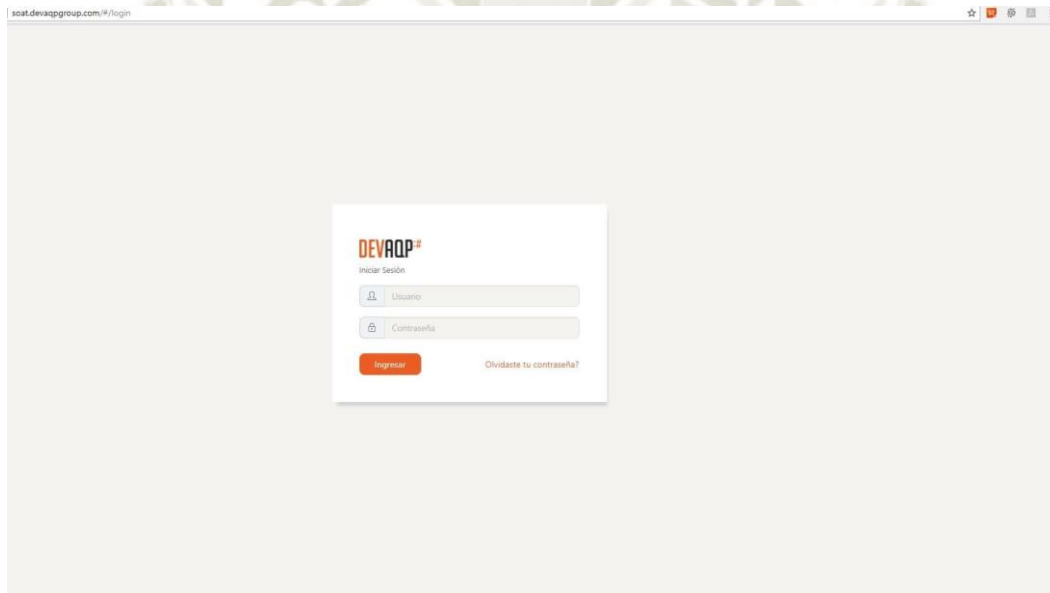 soat.devaqpgroup.com/#/login
DEVAQP:#
Iniciar Sesión
Usuario
Contraseña
Ingresar
Olvidaste tu contraseña?